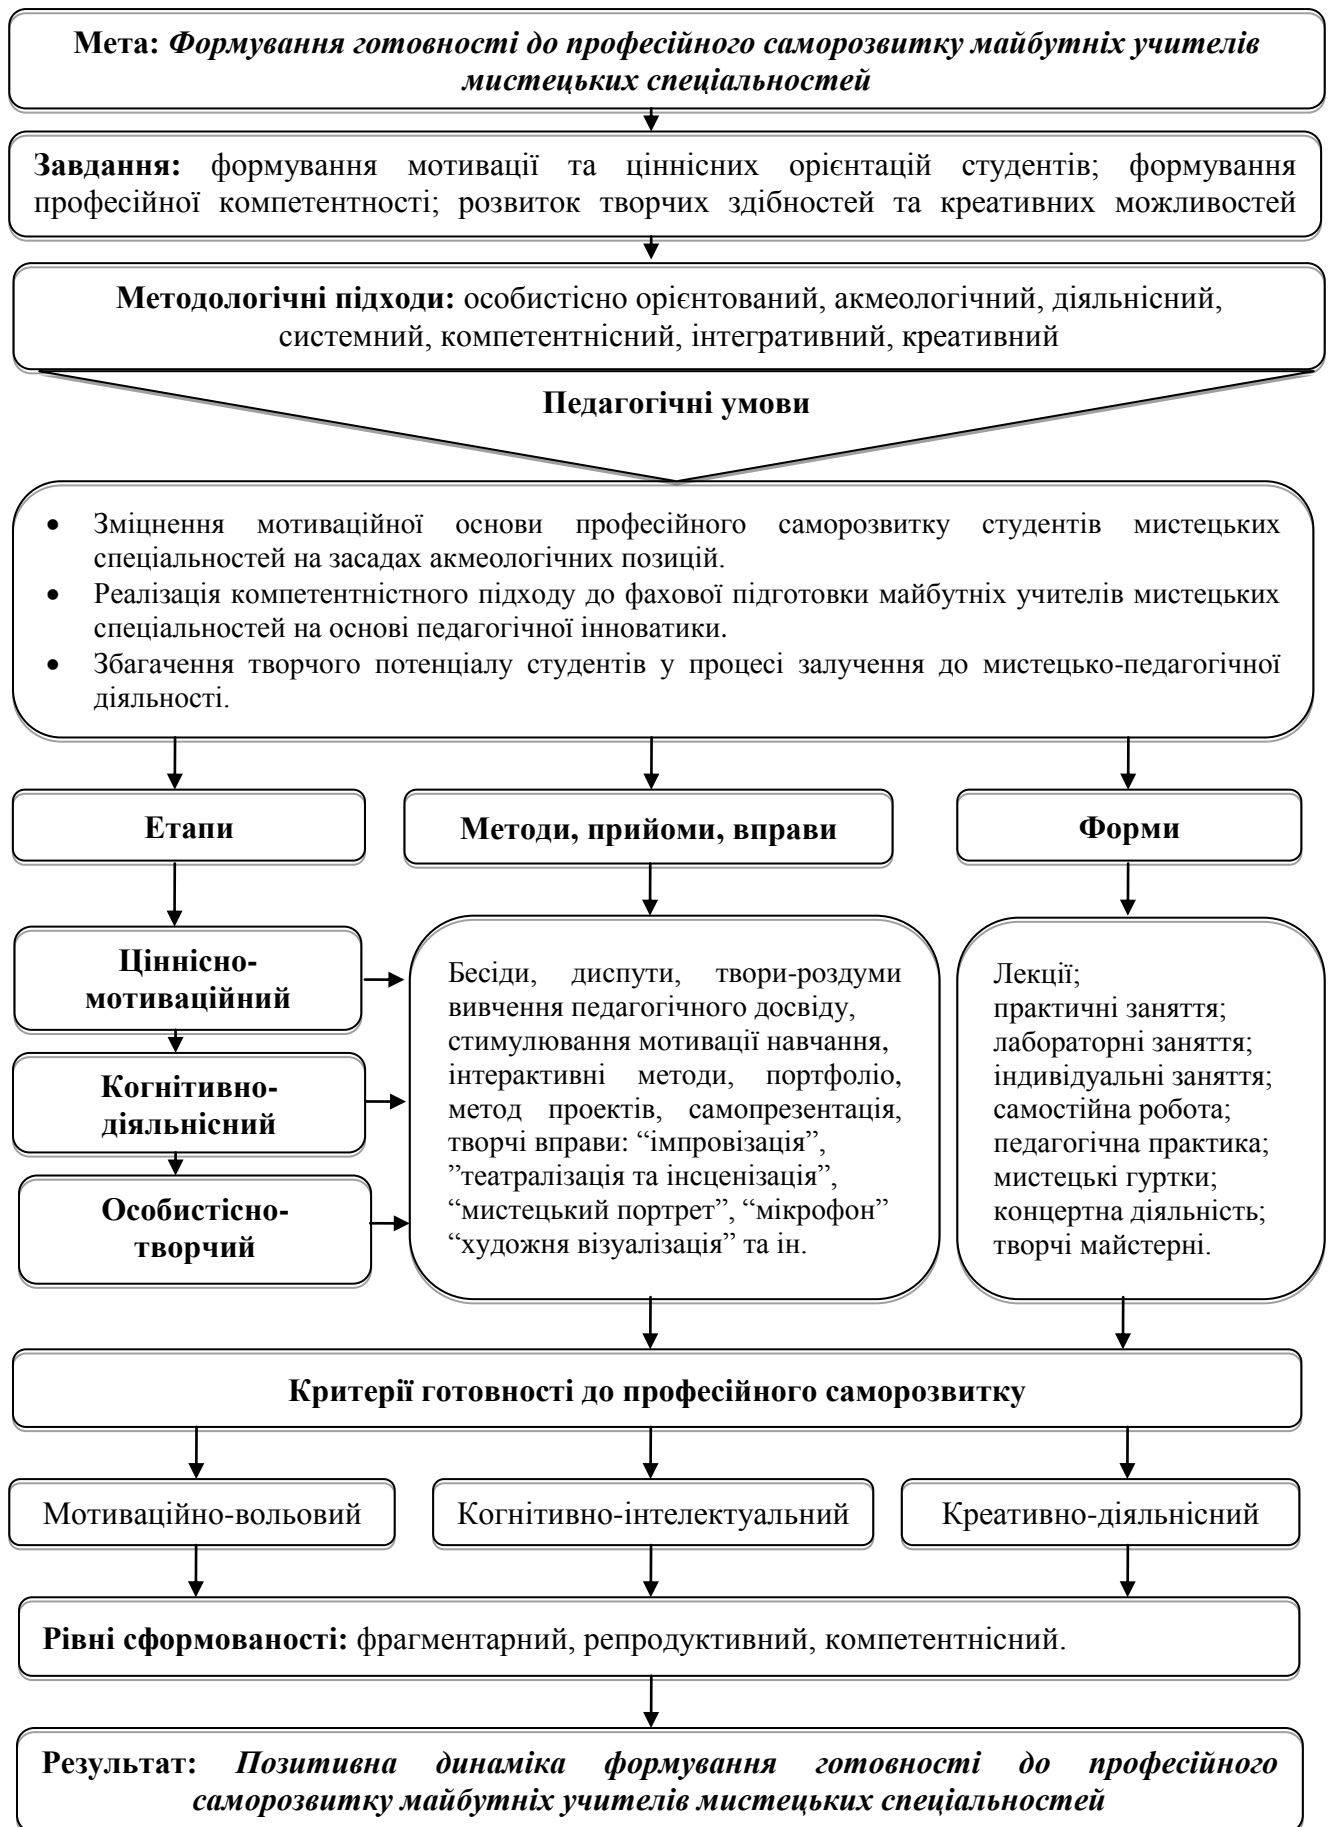 Мета: Формування готовності до професійного саморозвитку майбутніх учителів
мистецьких спеціальностей
Завдання: формування мотивації та ціннісних орієнтацій студентів; формування
професійної компетентності; розвиток творчих здібностей та креативних можливостей
Методологічні підходи: особистісно орієнтований, акмеологічний, діяльнісний,
системний, компетентнісний, інтегративний, креативний
Педагогічні умови
• Зміцнення мотиваційної основи професійного саморозвитку студентів мистецьких
спеціальностей на засадах акмеологічних позицій.
• Реалізація компетентністного підходу до фахової підготовки майбутніх учителів мистецьких
спеціальностей на основі педагогічної інноватики.
• Збагачення творчого потенціалу студентів у процесі залучення до мистецько-педагогічної
діяльності.
Етапи
Методи, прийоми, вправи
Форми
Ціннісно-
мотиваційний
Когнітивно-
діяльнісний
Особистісно-
творчий
Бесіди, диспути, твори-роздуми
вивчення педагогічного досвіду,
стимулювання мотивації навчання,
інтерактивні методи, портфоліо,
метод проектів, самопрезентація,
творчі вправи: “імпровізація”,
”театралізація та інсценізація”,
“мистецький портрет”, “мікрофон”
“художня візуалізація” та ін.
Лекції;
практичні заняття;
лабораторні заняття;
індивідуальні заняття;
самостійна робота;
педагогічна практика;
мистецькі гуртки;
концертна діяльність;
творчі майстерні.
Критерії готовності до професійного саморозвитку
Мотиваційно-вольовий
Когнітивно-інтелектуальний
Креативно-діяльнісний
Рівні сформованості: фрагментарний, репродуктивний, компетентнісний.
Результат: Позитивна динаміка формування готовності до професійного
саморозвитку майбутніх учителів мистецьких спеціальностей